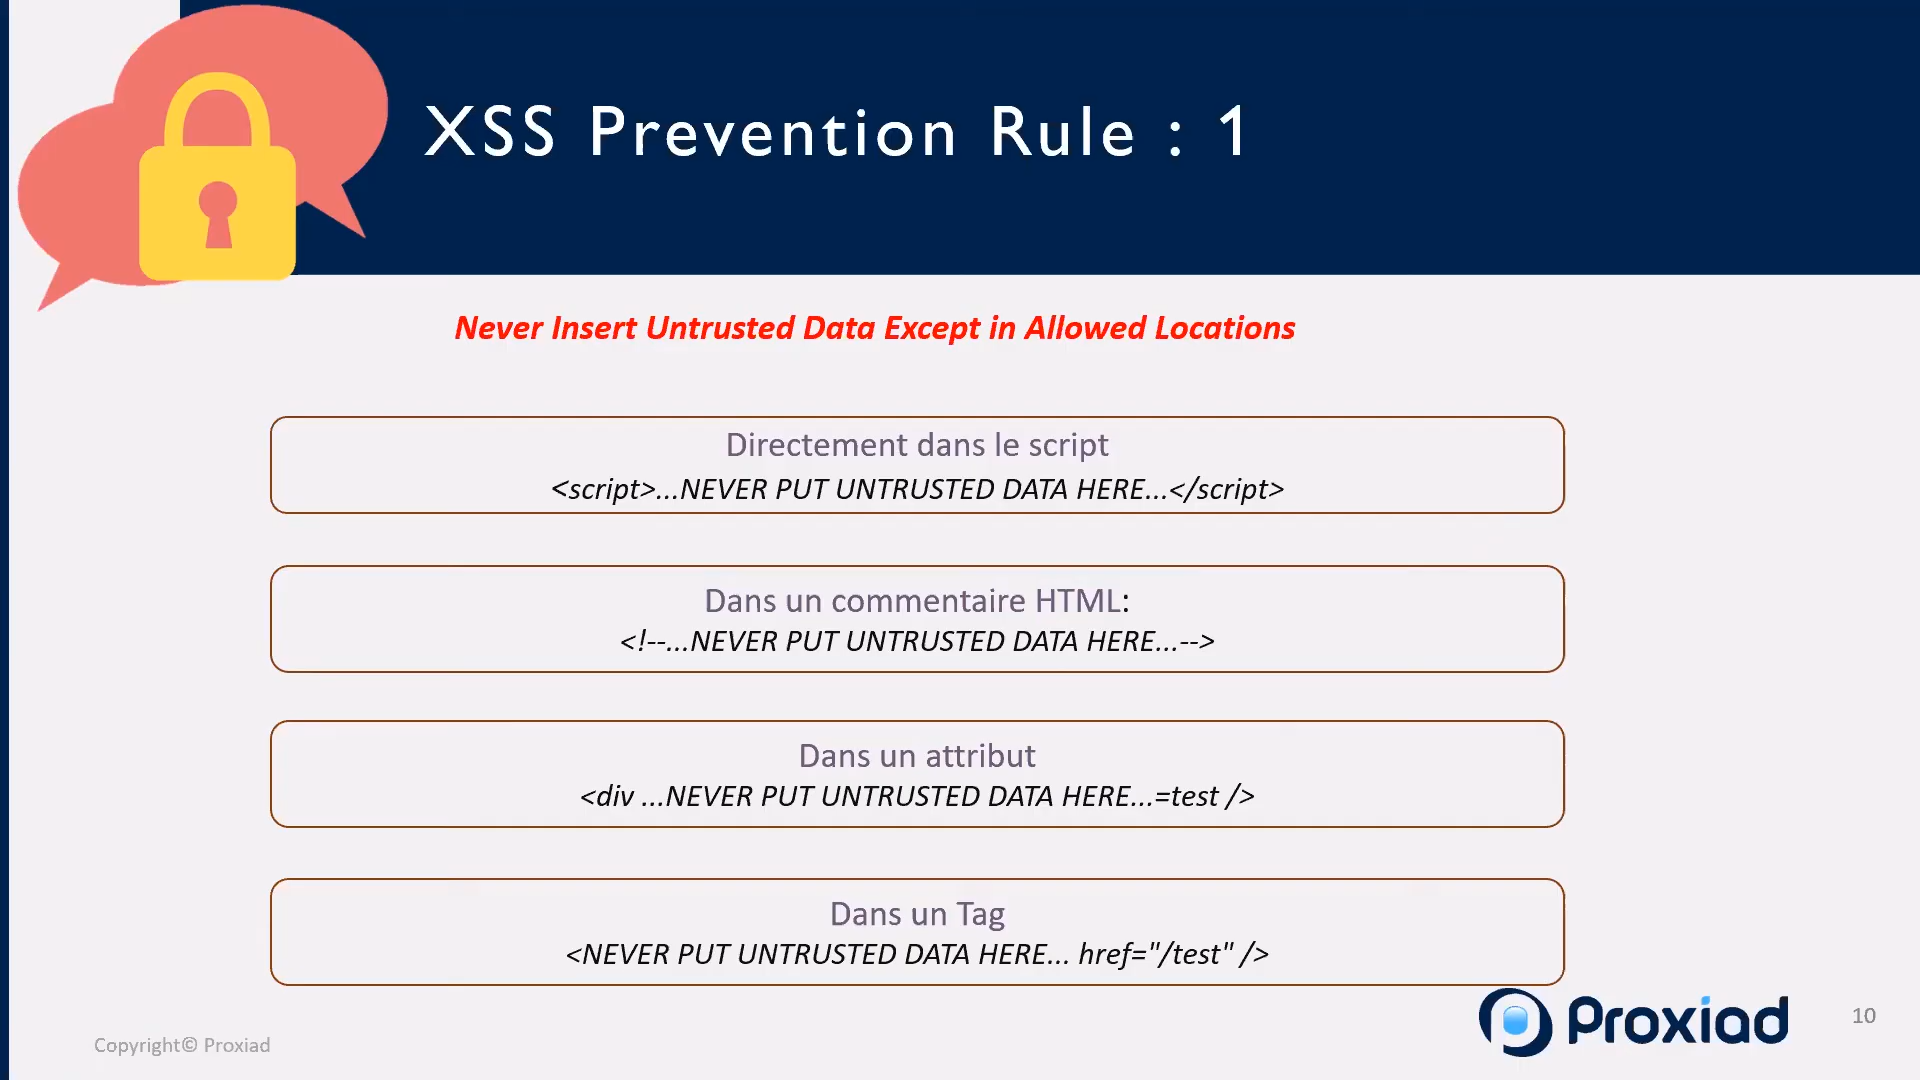 XSS Prevention Rule : 1
Never Insert Untrusted Data Except in Allowed Locations
Directement dans le script
<script>...NEVER PUT UNTRUSTED DATA HERE...</script>
Dans un commentaire HTML:
<!--...NEVER PUT UNTRUSTED DATA HERE...-->
Dans un attribut
<div ...NEVER PUT UNTRUSTED DATA HERE...=test />
Dans un Tag
<NEVER PUT UNTRUSTED DATA HERE... href="/test" />
Proxiad
10
Copyright© Proxiad